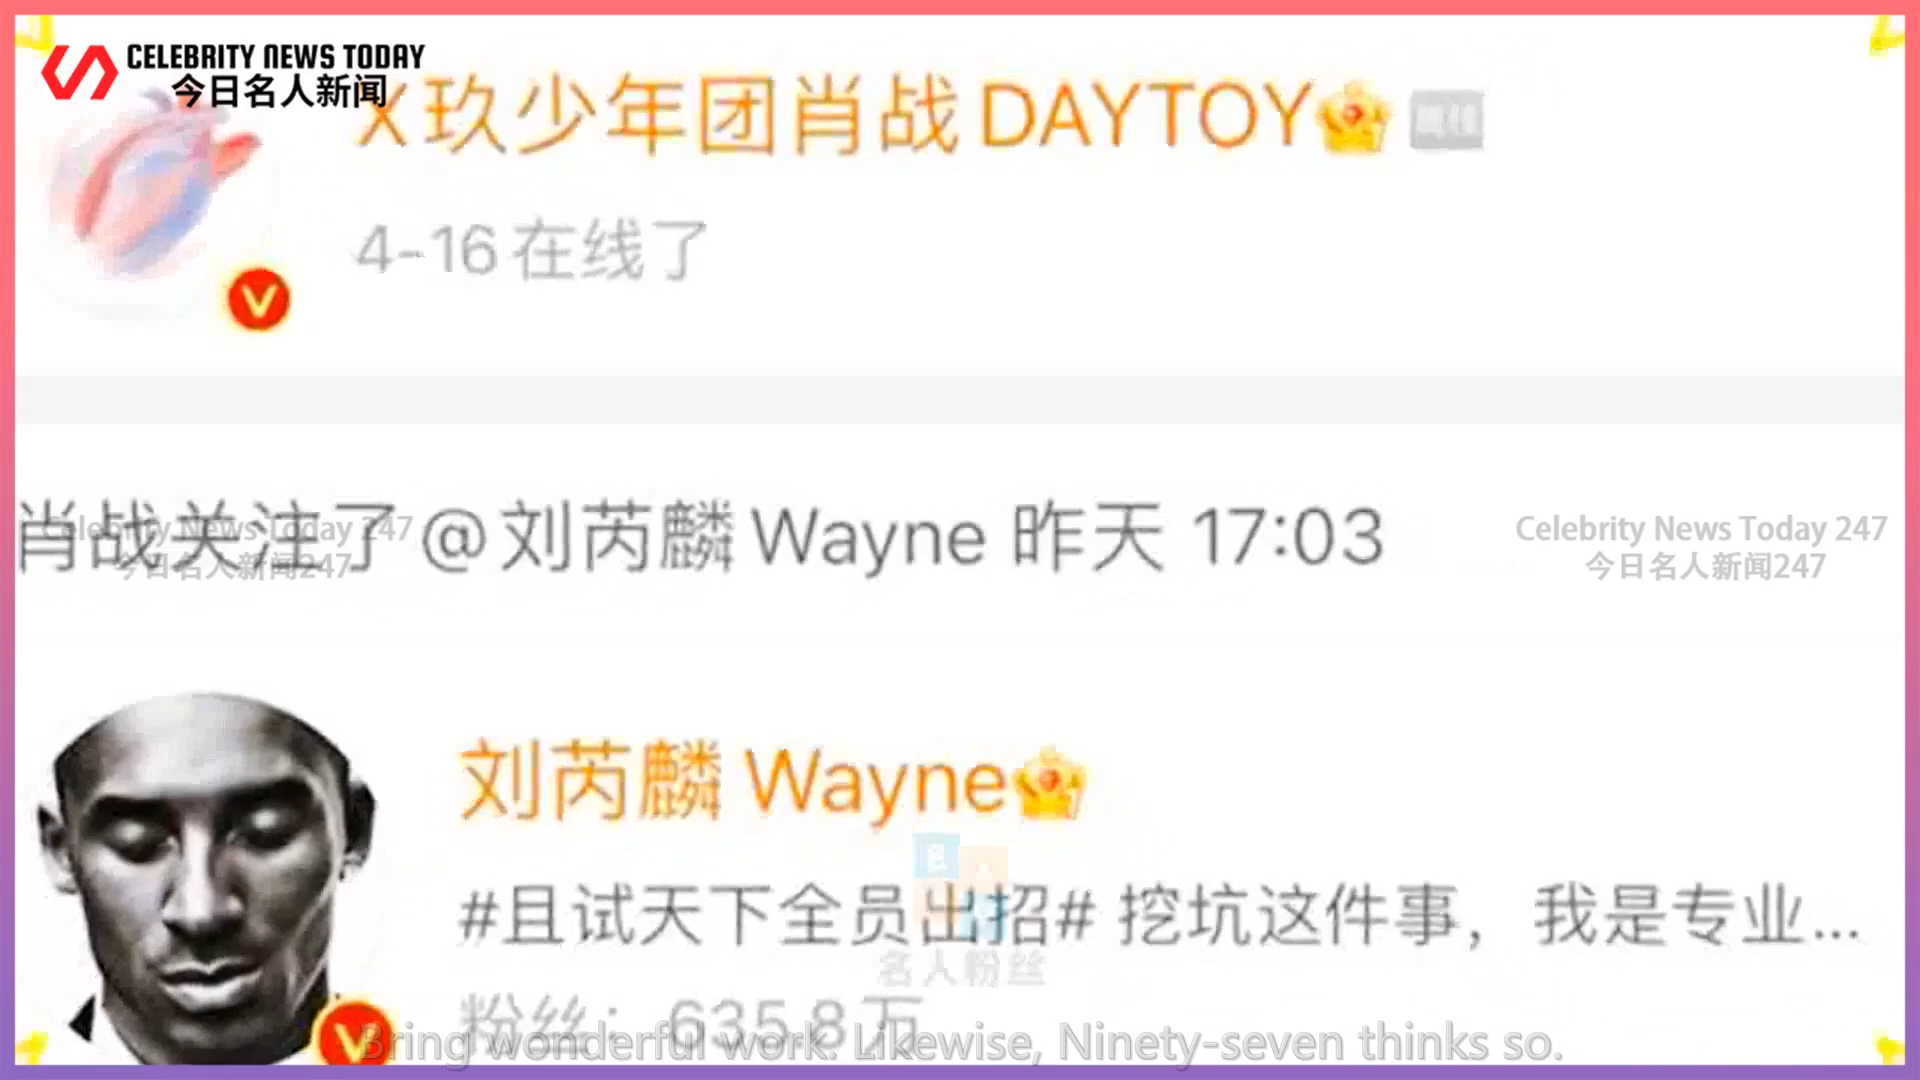 CELEBRITY NEWS TODAY
今日名人新闻
X玖少年团肖战DAYTOY
4-16在线了
肖战关注了@刘芮麟Wayne 昨天 17:03
Celebrity News Today 247
今日名人新闻247
Celebrity News Today 247
今日名人新闻247
刘芮麟Wayne
#且试天下全员出招# 挖坑这件事，我是专业...
名人粉丝
粉丝：635.8万
Bring wonderful work. Likewise, Ninety-seven thinks so.